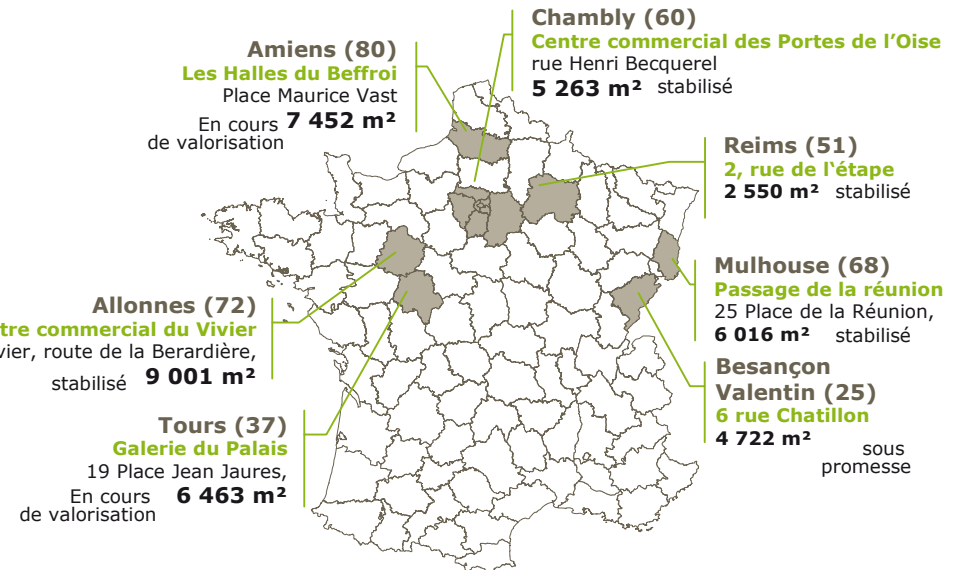 Chambly (60)
Centre commercial des Portes de l'Oise
rue Henri Becquerel
5 263 m² stabilisé
Amiens (80)
Les Halles du Beffroi
Place Maurice Vast
En cours 7 452 m²
de valorisation
Reims (51)
2, rue de l‘étape
2 550 m² stabilisé
Mulhouse (68)
Passage de la réunion
25 Place de la Réunion,
6 016 m² stabilisé
Allonnes (72)
commercial du Vivier
route de la Berardière,
stabilisé 9 001 m²
Besançon
Valentin (25)
6 rue Chatillon
4 722 m²
sous
promesse
Tours (37)
Galerie du Palais
19 Place Jean Jaures,
En cours 6 463 m²
de valorisation